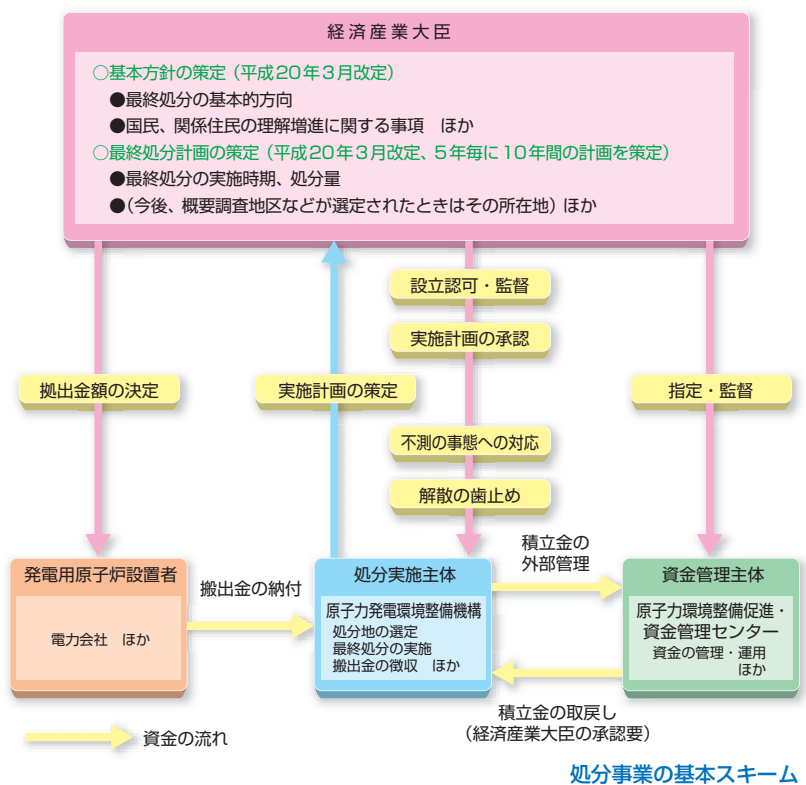 経済産業大臣
○基本方針の策定(平成20年3月改定)
●最終処分の基本的方向
●国民、関係住民の理解増進に関する事項 ほか
○最終処分計画の策定(平成20年3月改定、5年毎に10年間の計画を策定)
●最終処分の実施時期、処分量
●(今後、概要調査地区などが選定されたときはその所在地)ほか
設立認可・監督
実施計画の承認
拠出金額の決定
実施計画の策定
指定・監督
不測の事態への対応
解散の歯止め
発電用原子炉設置者
電力会社 ほか
搬出金の納付
処分実施主体
原子力発電環境整備機構
処分地の選定
最終処分の実施
搬出金の徴収 ほか
積立金の
外部管理
資金管理主体
原子力環境整備促進・
資金管理センター
資金の管理・運用
ほか
積立金の取戻し
(経済産業大臣の承認要)
資金の流れ
処分事業の基本スキーム